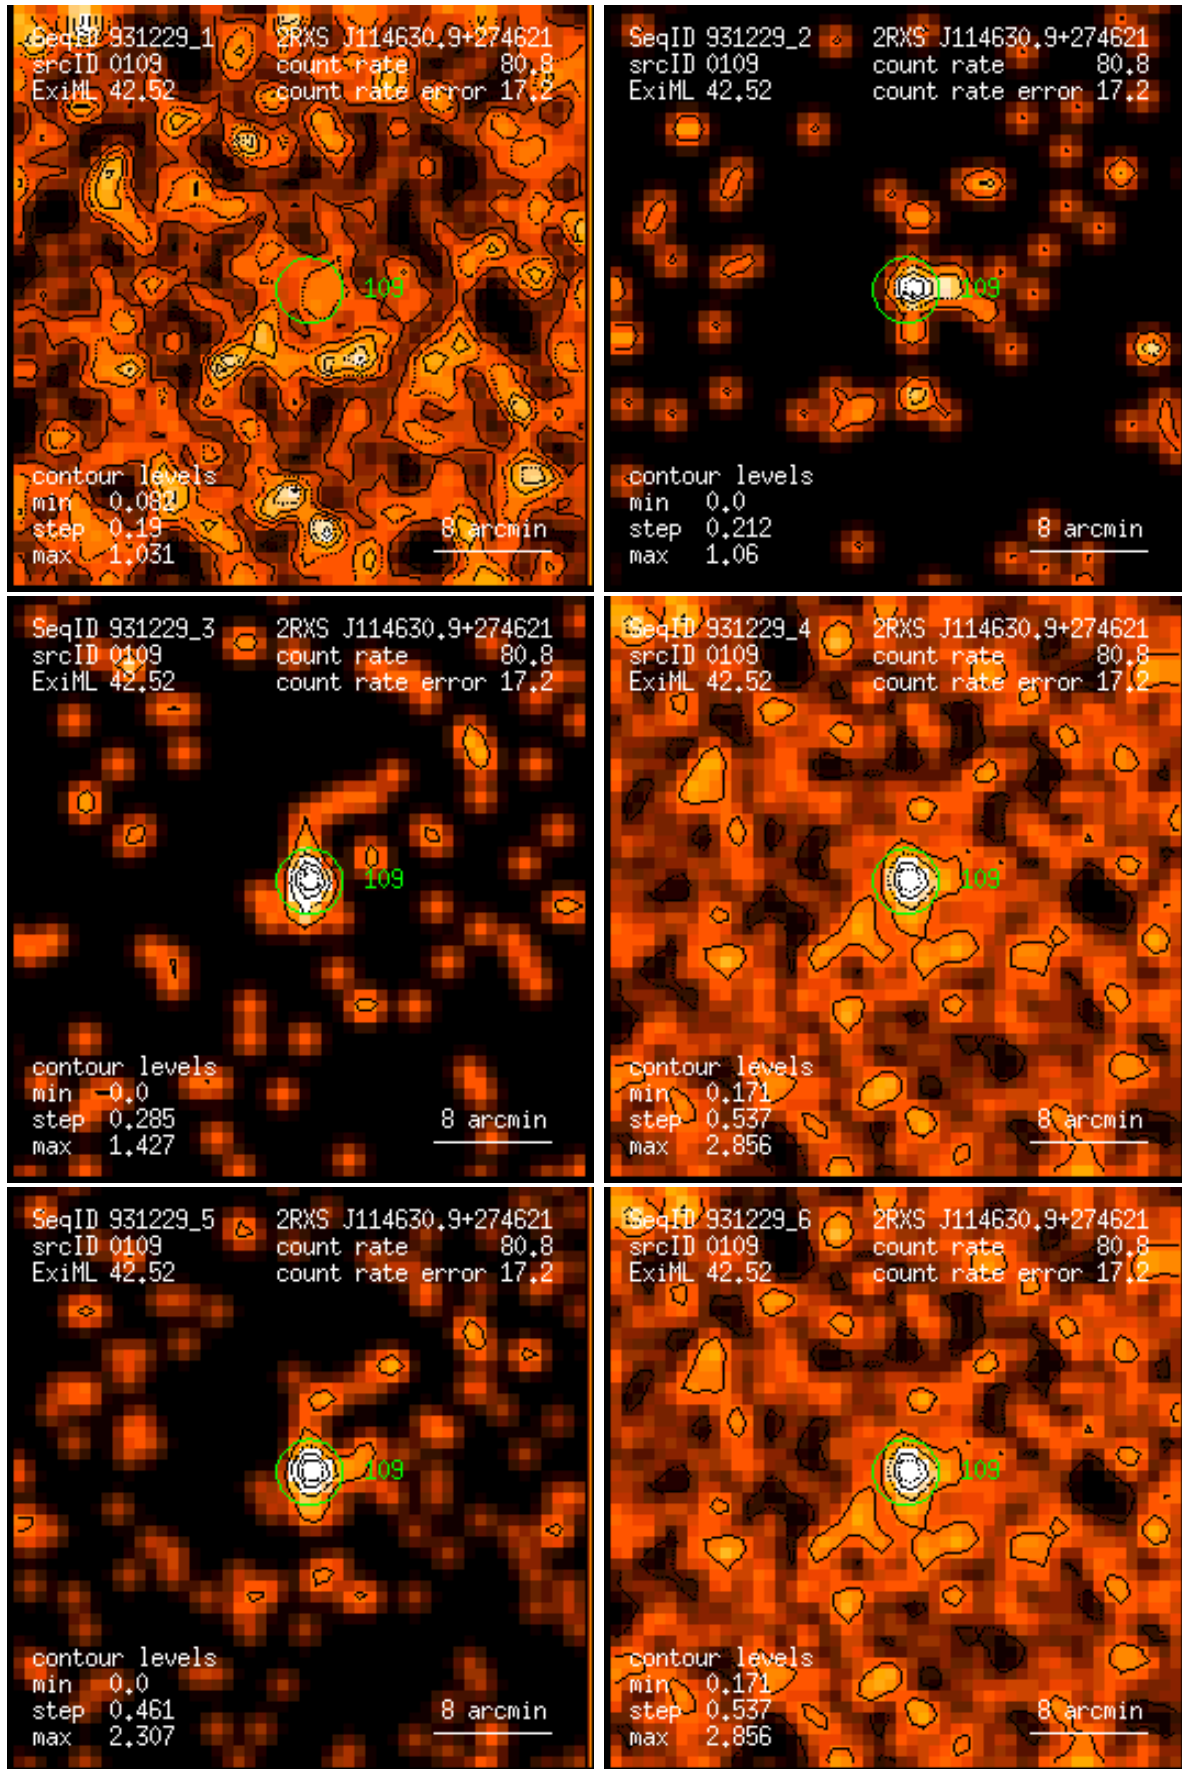 SeqID 931229_1 2RXS J114630.9+274621
srcID 0109 count rate 80.8
ExiML 42.52 count rate error 17.2
109
contour levels
min 0.082
step 0.19 8 arcmin
max 1.031
SeqID 931229_2 2RXS J114630.9+274621
srcID 0109 count rate 80.8
ExiML 42.52 count rate error 17.2
109
contour levels
min 0.0
step 0.212 8 arcmin
max 1.06
SeqID 931229_3 2RXS J114630.9+274621
srcID 0109 count rate 80.8
ExiML 42.52 count rate error 17.2
109
contour levels
min 0.0
step 0.285 8 arcmin
max 1.427
SeqID 931229_4 2RXS J114630.9+274621
srcID 0109 count rate 80.8
ExiML 42.52 count rate error 17.2
109
contour levels
min 0.171
step 0.537 8 arcmin
max 2.856
SeqID 931229_5 2RXS J114630.9+274621
srcID 0109 count rate 80.8
ExiML 42.52 count rate error 17.2
109
contour levels
min 0.0
step 0.461 8 arcmin
max 2.307
SeqID 931229_6 2RXS J114630.9+274621
srcID 0109 count rate 80.8
ExiML 42.52 count rate error 17.2
109
contour levels
min 0.171
step 0.537 8 arcmin
max 2.856